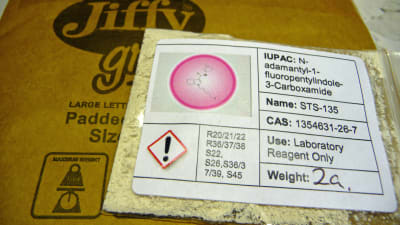 Jiffy
gr
LARGE LETT
Padde
Siz
MAXIMUM WEIGHT
IUPAC: N-
adamantyl-1-
fluoropentylindole-
3-Carboxamide
Name: STS-135
CAS: 1354631-26-7
Use: Laboratory
Reagent Only
Weight: 2g.
R20/21/22
R36/37/38
S22,
S26,S36/3
7/39, S45